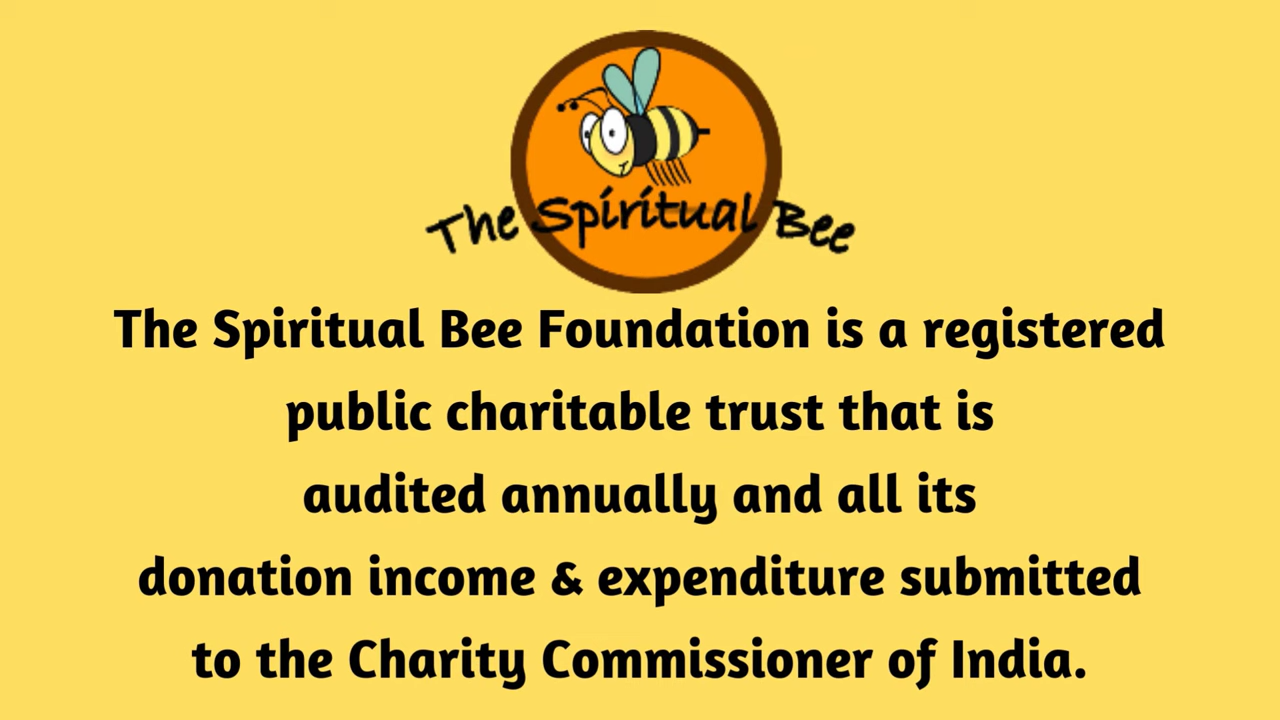 The Spiritual Bee
The Spiritual Bee Foundation is a registered
public charitable trust that is
audited annually and all its
donation income & expenditure submitted
to the Charity Commissioner of India.